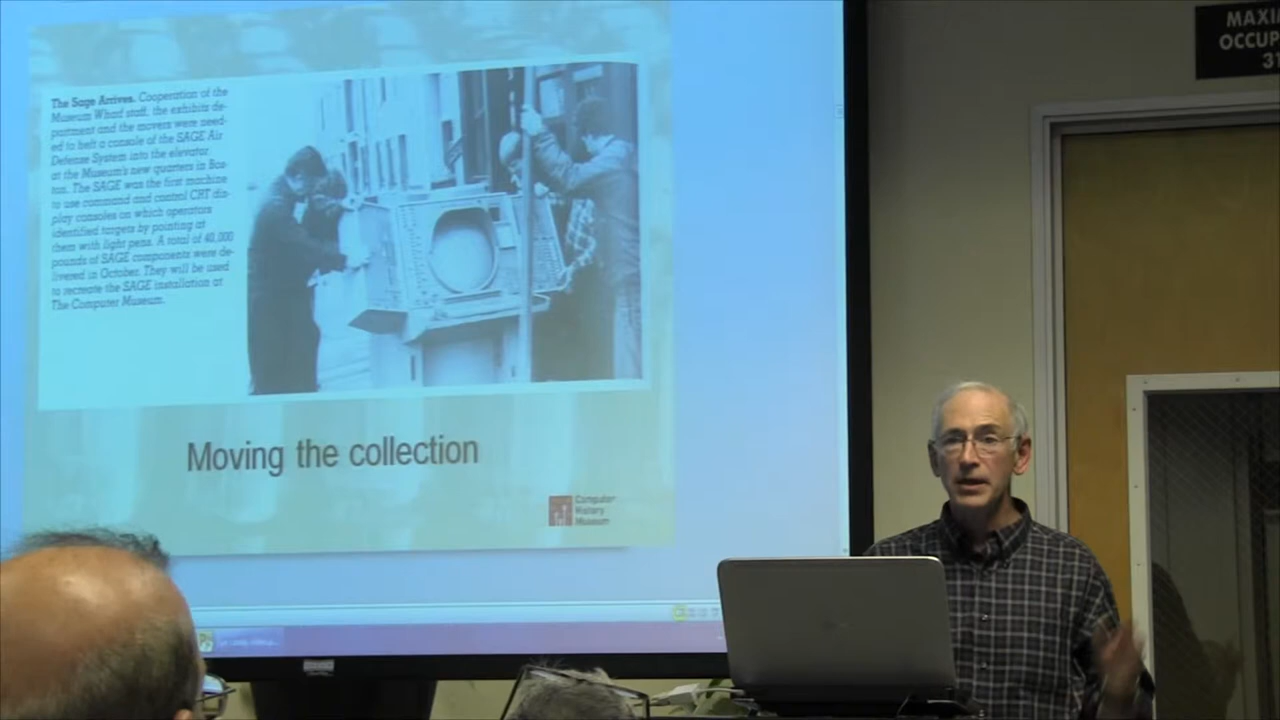 The Sage Arrives. Cooperation of the
Museum Wharf staff, the exhibits de-
partment and the movers were need-
ed to belt a console of the SAGE Air
Defense System into the elevator
at the Museum's new quarters in Bos-
ton. The SAGE was the first machine
to use command and control CRT dis-
play consoles on which operators
identified targets by pointing at
them with light pens. A total of 40,000
pounds of SAGE components were de-
livered in October. They will be used
to recreate the SAGE installation at
The Computer Museum.
Moving the collection
Computer
History
Museum
MAXI
OCCUP
31